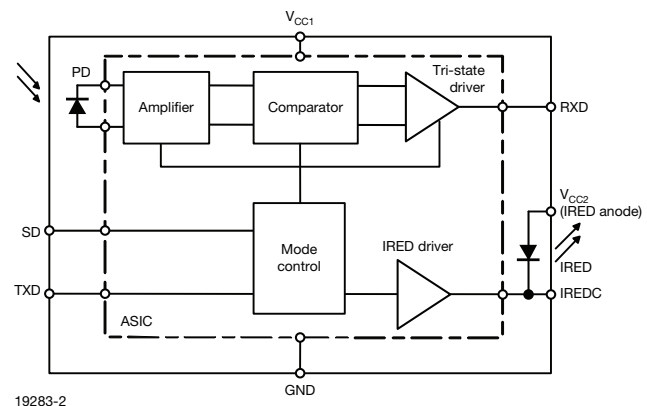 VCC1
PD
Amplifier
Comparator
Tri-state
driver
RXD
VCC2
(IRED anode)
SD
Mode
control
IRED driver
IRED
TXD
IREDC
ASIC
GND
19283-2